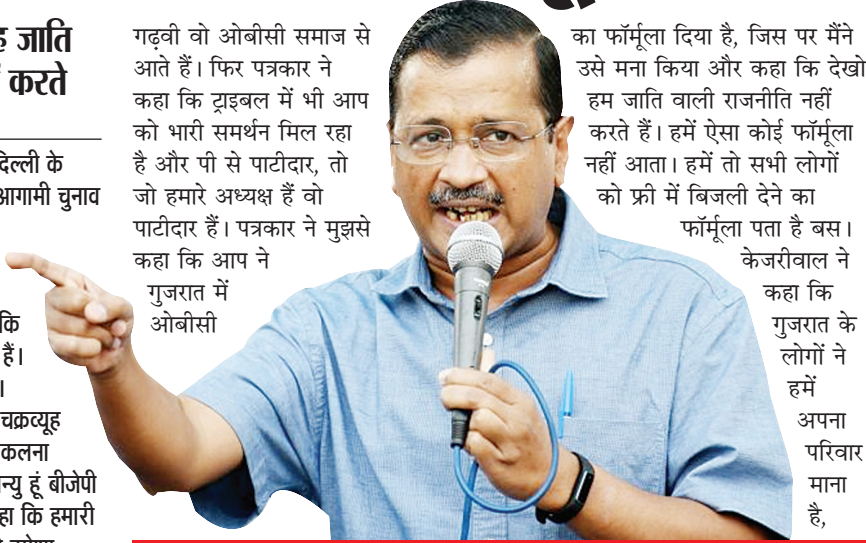 ह जाति
करते
दिल्ली के
आगामी चुनाव
कि
हैं।
।
चक्रव्यूह
कलना
न्यु हूं बीजेपी
हा कि हमारी
गढ़वी वो ओबीसी समाज से
आते हैं। फिर पत्रकार ने
कहा कि ट्राइबल में भी आप
को भारी समर्थन मिल रहा
है और पी से पाटीदार, तो
जो हमारे अध्यक्ष हैं वो
पाटीदार हैं। पत्रकार ने मुझसे
कहा कि आप ने
गुजरात में
ओबीसी
का फॉर्मूला दिया है, जिस पर मैंने
उसे मना किया और कहा कि देखो
हम जाति वाली राजनीति नहीं
करते हैं। हमें ऐसा कोई फॉर्मूला
नहीं आता। हमें तो सभी लोगों
को फ्री में बिजली देने का
फॉर्मूला पता है बस।
केजरीवाल ने
कहा कि
गुजरात के
लोगों ने
हमें
अपना
परिवार
माना
है,